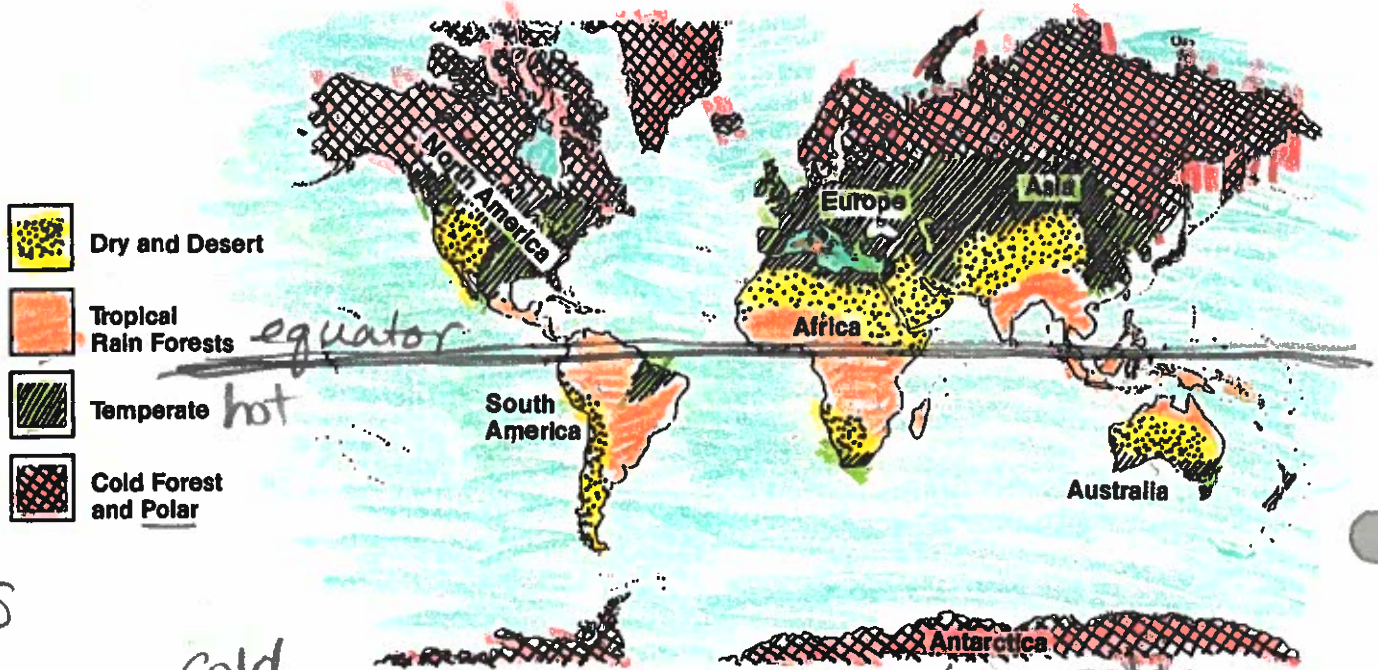 North America
Europe
Asia
Dry and Desert
Tropical
Rain Forests
equator
Africa
Temperate
hot
South
America
Cold Forest
and Polar
Australia
S
cold
Antarctica